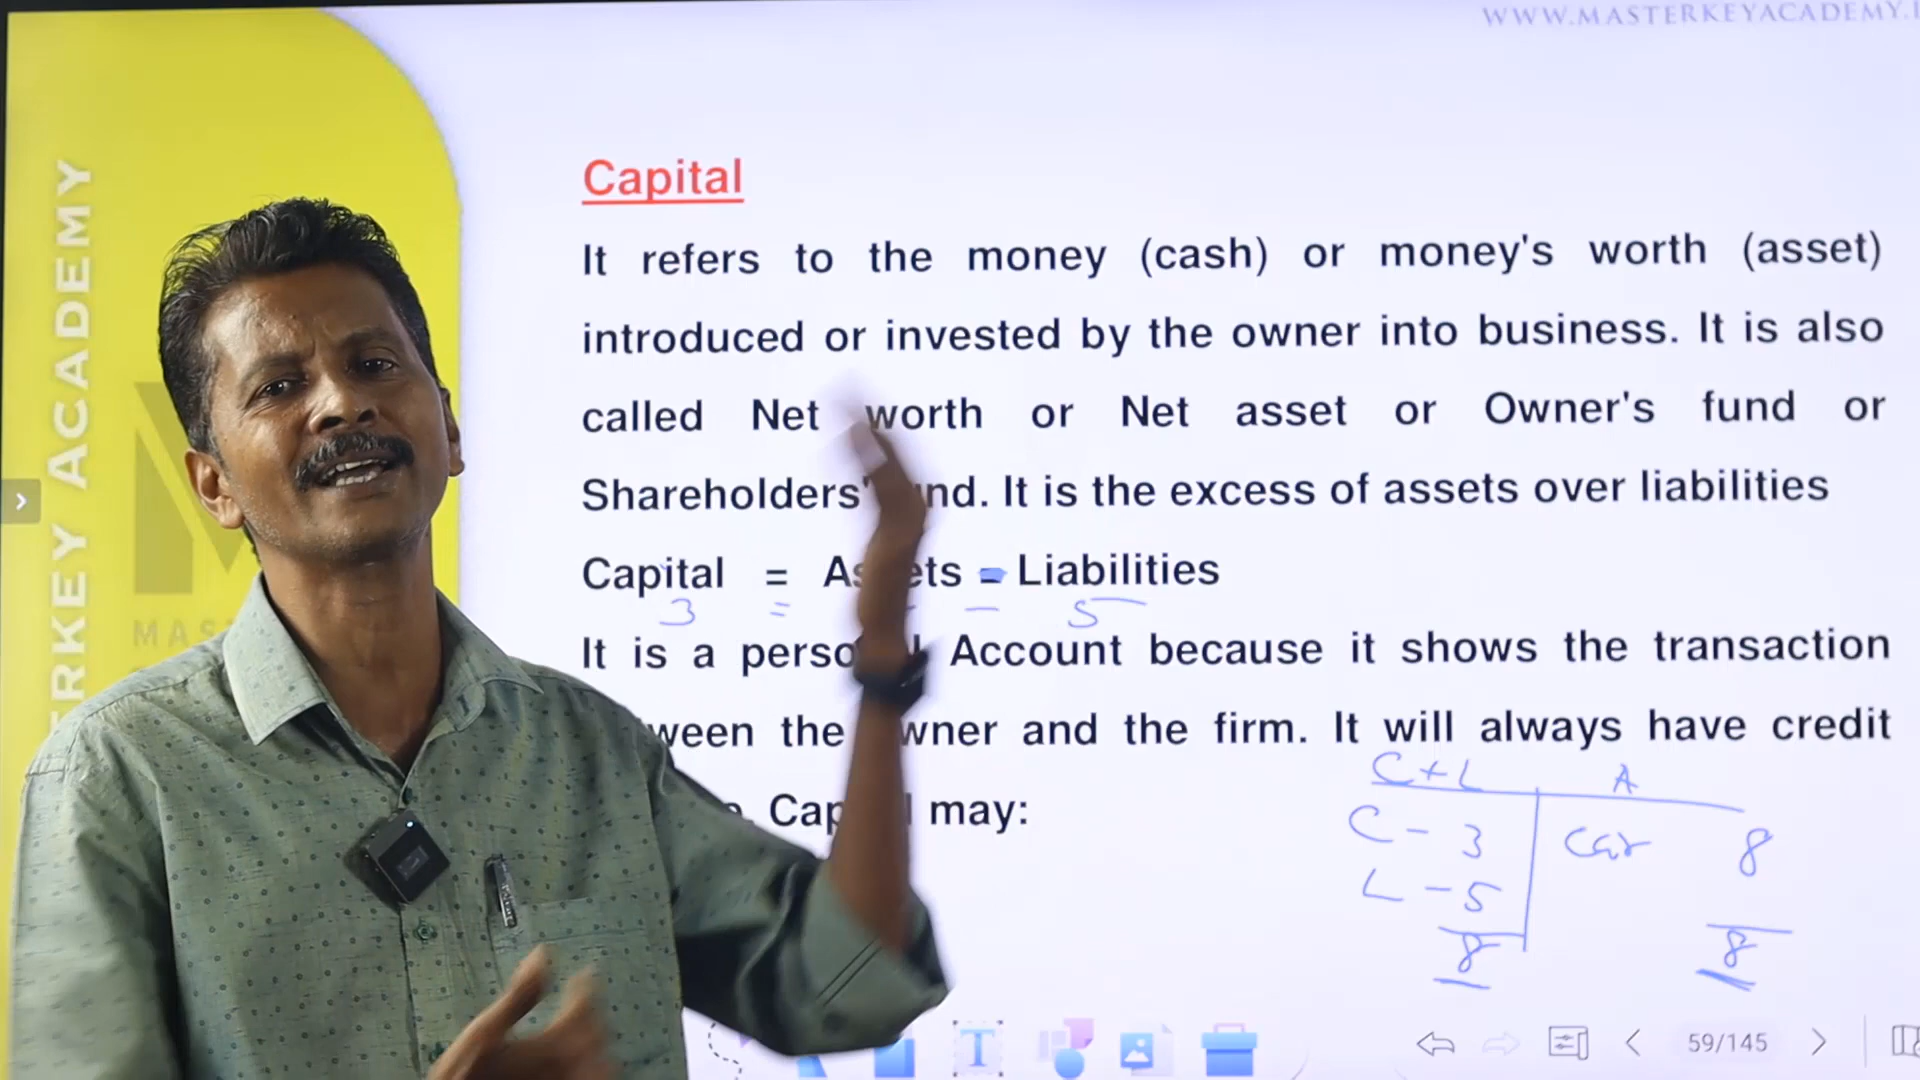 WWW.MASTERKEYACADEMY.I
ERKEY ACADEMY
MAS
Capital
It refers to the money (cash) or money's worth (asset)
introduced or invested by the owner into business. It is also
called Net worth or Net asset or Owner's fund or
Shareholders' nd. It is the excess of assets over liabilities
Capital = As ets - Liabilities
3 = - 5
It is a perso l Account because it shows the transaction
ween the wner and the firm. It will always have credit
Cap l may:
C+L A
C - 3 Car 8
L - 5
8 8
T
59/145